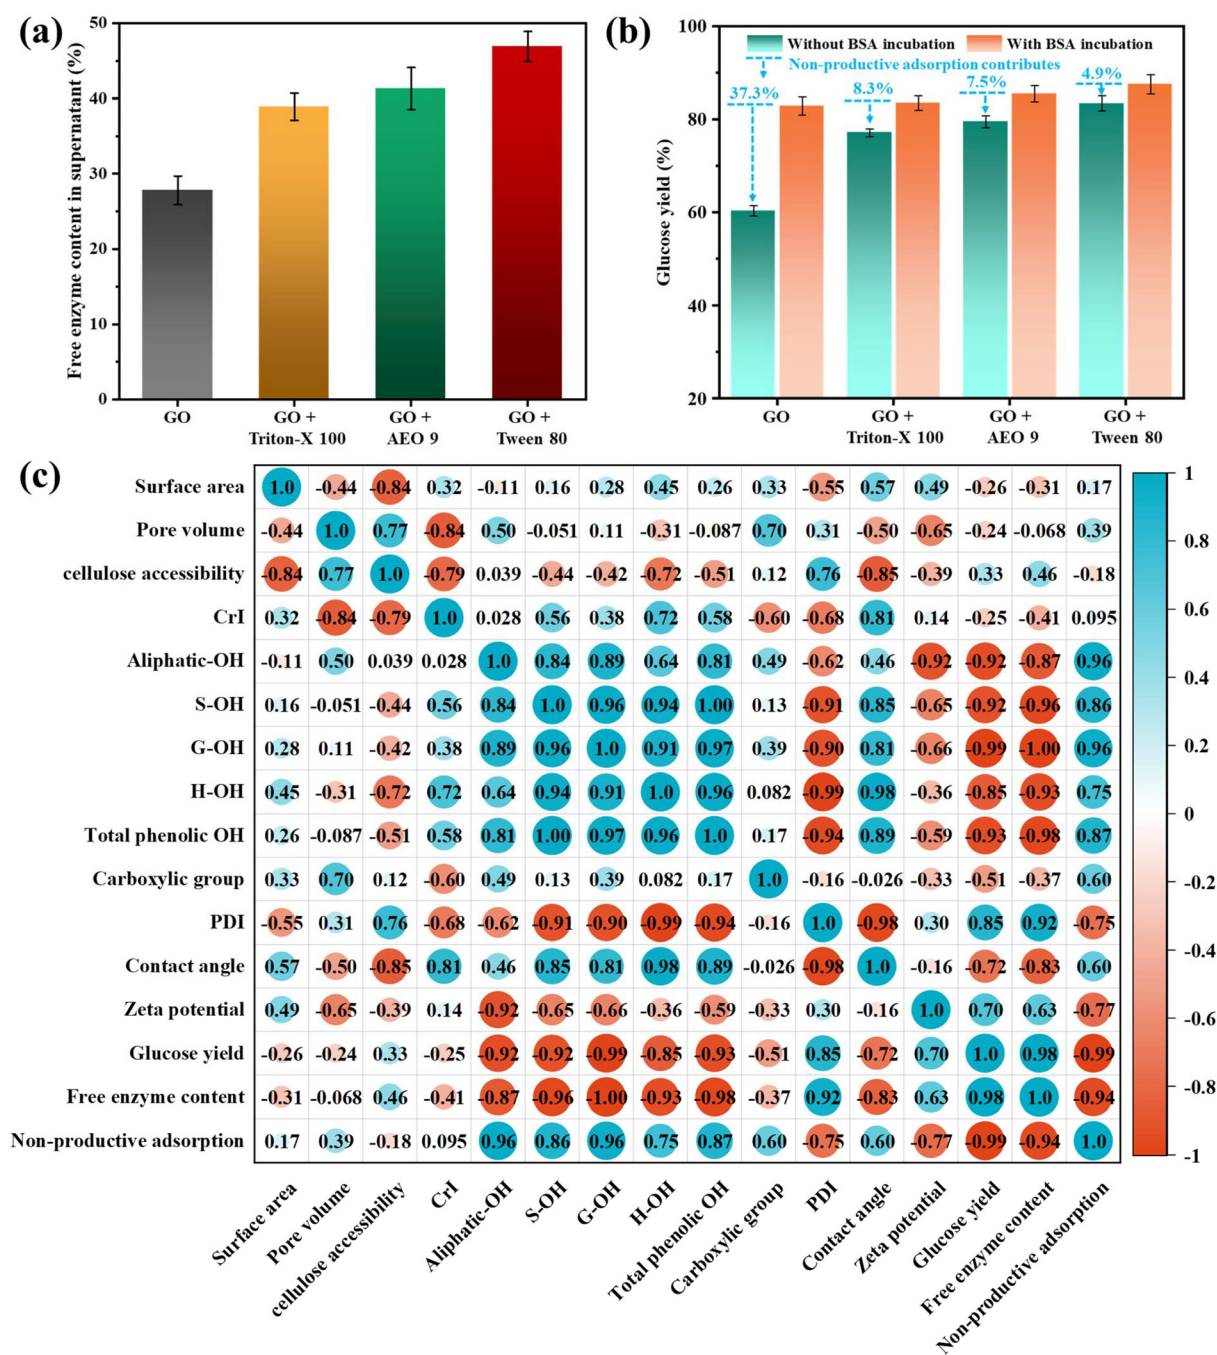 (a)
Free enzyme content in supernatant (%)
50
40
30
20
10
0
GO
GO +
Triton-X 100
GO +
AEO 9
GO +
Tween 80
(b)
Glucose yield (%)
100
80
60
40
20
Without BSA incubation
With BSA incubation
Non-productive adsorption contributes
37.3%
8.3%
7.5%
4.9%
GO
GO +
Triton-X 100
GO +
AEO 9
GO +
Tween 80
(c)
Surface area 1.0 -0.44 -0.84 0.32 -0.11 0.16 0.28 0.45 0.26 0.33 -0.55 0.57 0.49 -0.26 -0.31 0.17
Pore volume -0.44 1.0 0.77 -0.84 0.50 -0.051 0.11 -0.31 -0.087 0.70 0.31 -0.50 -0.65 -0.24 -0.068 0.39
cellulose accessibility -0.84 0.77 1.0 -0.79 0.039 -0.44 -0.42 -0.72 -0.51 0.12 0.76 -0.85 -0.39 0.33 0.46 -0.18
CrI 0.32 -0.84 -0.79 1.0 0.028 0.56 0.38 0.72 0.58 -0.60 -0.68 0.81 0.14 -0.25 -0.41 0.095
Aliphatic-OH -0.11 0.50 0.039 0.028 1.0 0.84 0.89 0.64 0.81 0.49 -0.62 0.46 -0.92 -0.92 -0.87 0.96
S-OH 0.16 -0.051 -0.44 0.56 0.84 1.0 0.96 0.94 1.00 0.13 -0.91 0.85 -0.65 -0.92 -0.96 0.86
G-OH 0.28 0.11 -0.42 0.38 0.89 0.96 1.0 0.91 0.97 0.39 -0.90 0.81 -0.66 -0.99 -1.00 0.96
H-OH 0.45 -0.31 -0.72 0.72 0.64 0.94 0.91 1.0 0.96 0.082 -0.99 0.98 -0.36 -0.85 -0.93 0.75
Total phenolic OH 0.26 -0.087 -0.51 0.58 0.81 1.00 0.97 0.96 1.0 0.17 -0.94 0.89 -0.59 -0.93 -0.98 0.87
Carboxylic group 0.33 0.70 0.12 -0.60 0.49 0.13 0.39 0.082 0.17 1.0 -0.16 -0.026 -0.33 -0.51 -0.37 0.60
PDI -0.55 0.31 0.76 -0.68 -0.62 -0.91 -0.90 -0.99 -0.94 -0.16 1.0 -0.98 0.30 0.85 0.92 -0.75
Contact angle 0.57 -0.50 -0.85 0.81 0.46 0.85 0.81 0.98 0.89 -0.026 -0.98 1.0 -0.16 -0.72 -0.83 0.60
Zeta potential 0.49 -0.65 -0.39 0.14 -0.92 -0.65 -0.66 -0.36 -0.59 -0.33 0.30 -0.16 1.0 0.70 0.63 -0.77
Glucose yield -0.26 -0.24 0.33 -0.25 -0.92 -0.92 -0.99 -0.85 -0.93 -0.51 0.85 -0.72 0.70 1.0 0.98 -0.99
Free enzyme content -0.31 -0.068 0.46 -0.41 -0.87 -0.96 -1.00 -0.93 -0.98 -0.37 0.92 -0.83 0.63 0.98 1.0 -0.94
Non-productive adsorption 0.17 0.39 -0.18 0.095 0.96 0.86 0.96 0.75 0.87 0.60 -0.75 0.60 -0.77 -0.99 -0.94 1.0
Surface area
Pore volume
cellulose accessibility
CrI
Aliphatic-OH
S-OH
G-OH
H-OH
Total phenolic OH
Carboxylic group
PDI
Contact angle
Zeta potential
Glucose yield
Free enzyme content
Non-productive adsorption
1
0.8
0.6
0.4
0.2
0
-0.2
-0.4
-0.6
-0.8
-1